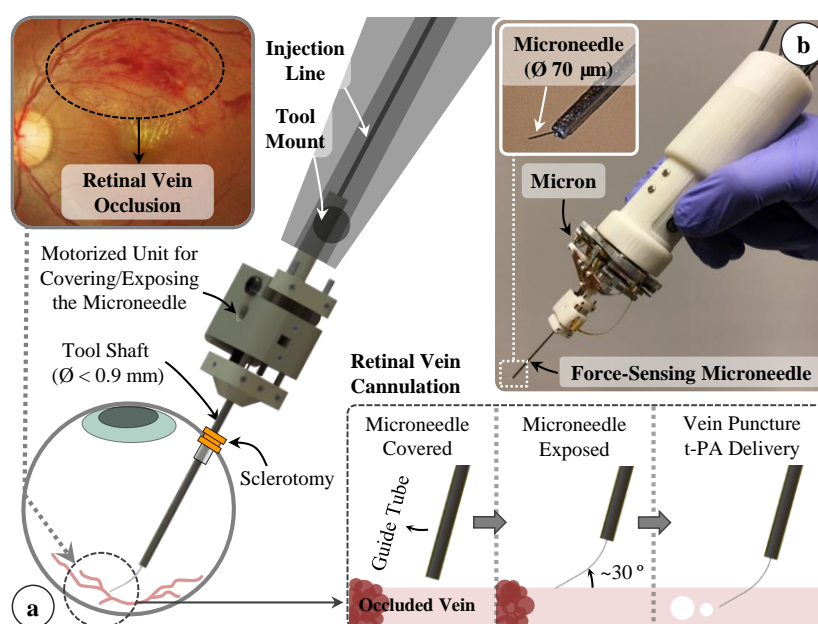 Retinal Vein
Occlusion
Injection
Line
Tool
Mount
Motorized Unit for
Covering/Exposing
the Microneedle
Tool Shaft
(Ø < 0.9 mm)
Sclerotomy
a
b
Microneedle
(Ø 70 µm)
Micron
Force-Sensing Microneedle
Retinal Vein
Cannulation
Microneedle
Covered
Guide Tube
Occluded Vein
Microneedle
Exposed
~30 º
Vein Puncture
t-PA Delivery